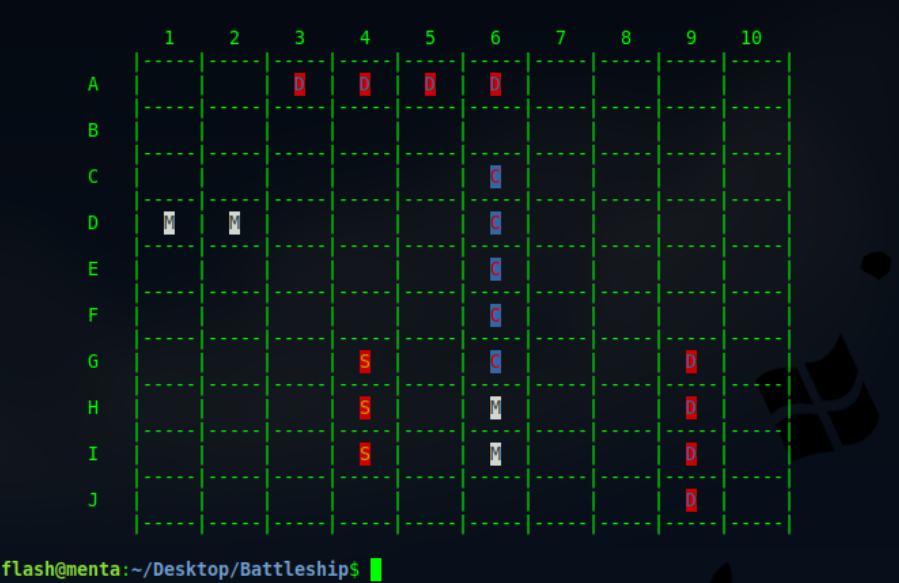 1 2 3 4 5 6 7 8 9 10
|-----|-----|-----|-----|-----|-----|-----|-----|-----|-----|
A | | | D | D | D | D | | | | |
|-----|-----|-----|-----|-----|-----|-----|-----|-----|-----|
B | | | | | | | | | | |
|-----|-----|-----|-----|-----|-----|-----|-----|-----|-----|
C | | | | | | C | | | | |
|-----|-----|-----|-----|-----|-----|-----|-----|-----|-----|
D | M | M | | | | C | | | | |
|-----|-----|-----|-----|-----|-----|-----|-----|-----|-----|
E | | | | | | C | | | | |
|-----|-----|-----|-----|-----|-----|-----|-----|-----|-----|
F | | | | | | C | | | | |
|-----|-----|-----|-----|-----|-----|-----|-----|-----|-----|
G | | | | S | | C | | | D | |
|-----|-----|-----|-----|-----|-----|-----|-----|-----|-----|
H | | | | S | | M | | | D | |
|-----|-----|-----|-----|-----|-----|-----|-----|-----|-----|
I | | | | S | | M | | | D | |
|-----|-----|-----|-----|-----|-----|-----|-----|-----|-----|
J | | | | | | | | | D | |
|-----|-----|-----|-----|-----|-----|-----|-----|-----|-----|
flash@menta:~/Desktop/Battleship$